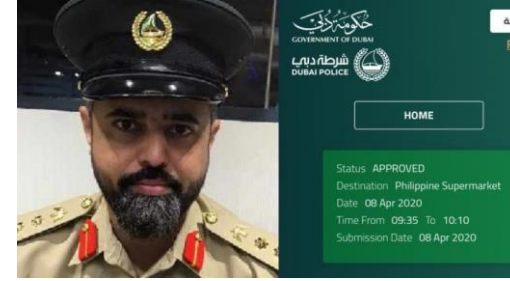 حكومة دبي
GOVERNMENT OF DUBAI
شرطة دبي
DUBAI POLICE
HOME
Status APPROVED
Destination Philippine Supermarket
Date 08 Apr 2020
Time From 09:35 To 10:10
Submission Date 08 Apr 2020